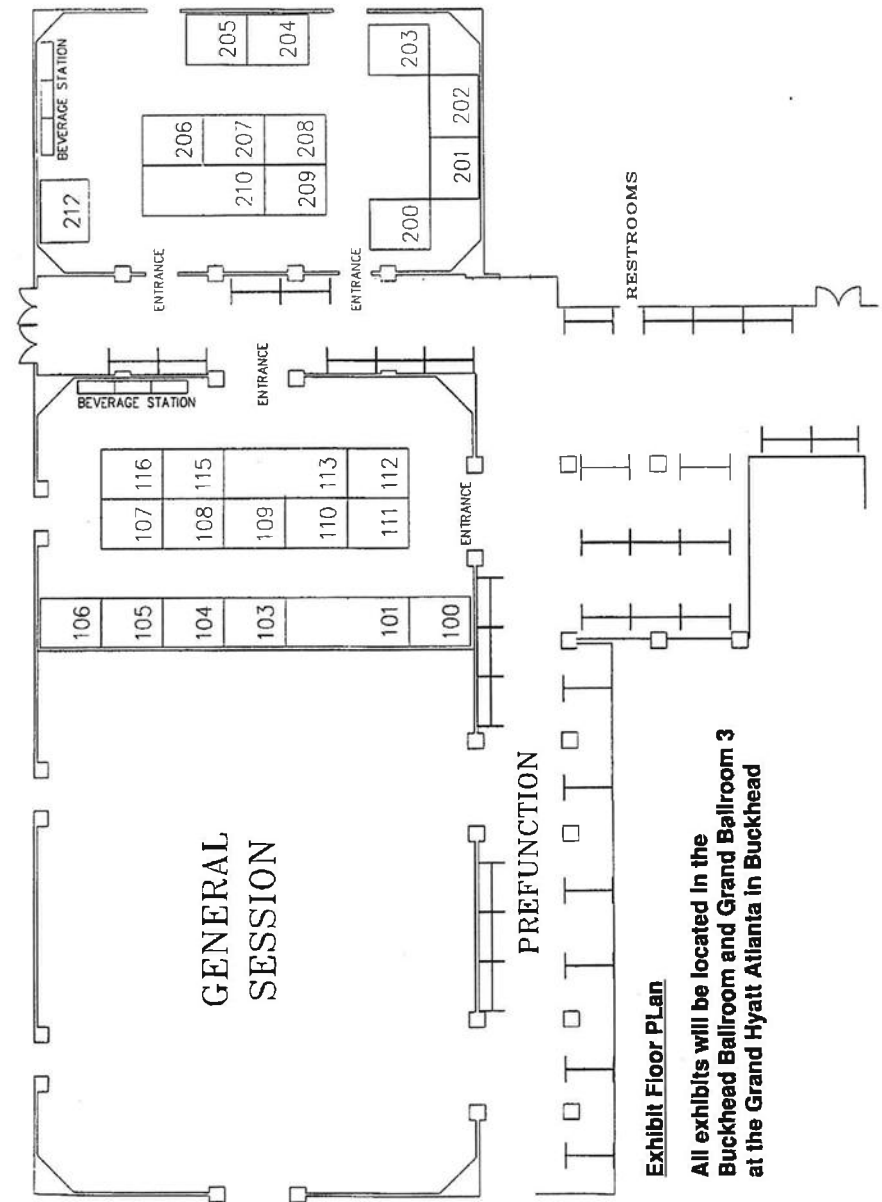 BEVERAGE STATION
212
205
204
203
206
207
208
210
209
202
201
200
ENTRANCE
ENTRANCE
RESTROOMS
ENTRANCE
BEVERAGE STATION
116
115
113
112
107
108
109
110
111
ENTRANCE
106
105
104
103
101
100
GENERAL
SESSION
PREFUNCTION
Exhibit Floor PLan
All exhibits will be located in the
Buckhead Ballroom and Grand Ballroom 3
at the Grand Hyatt Atlanta in Buckhead